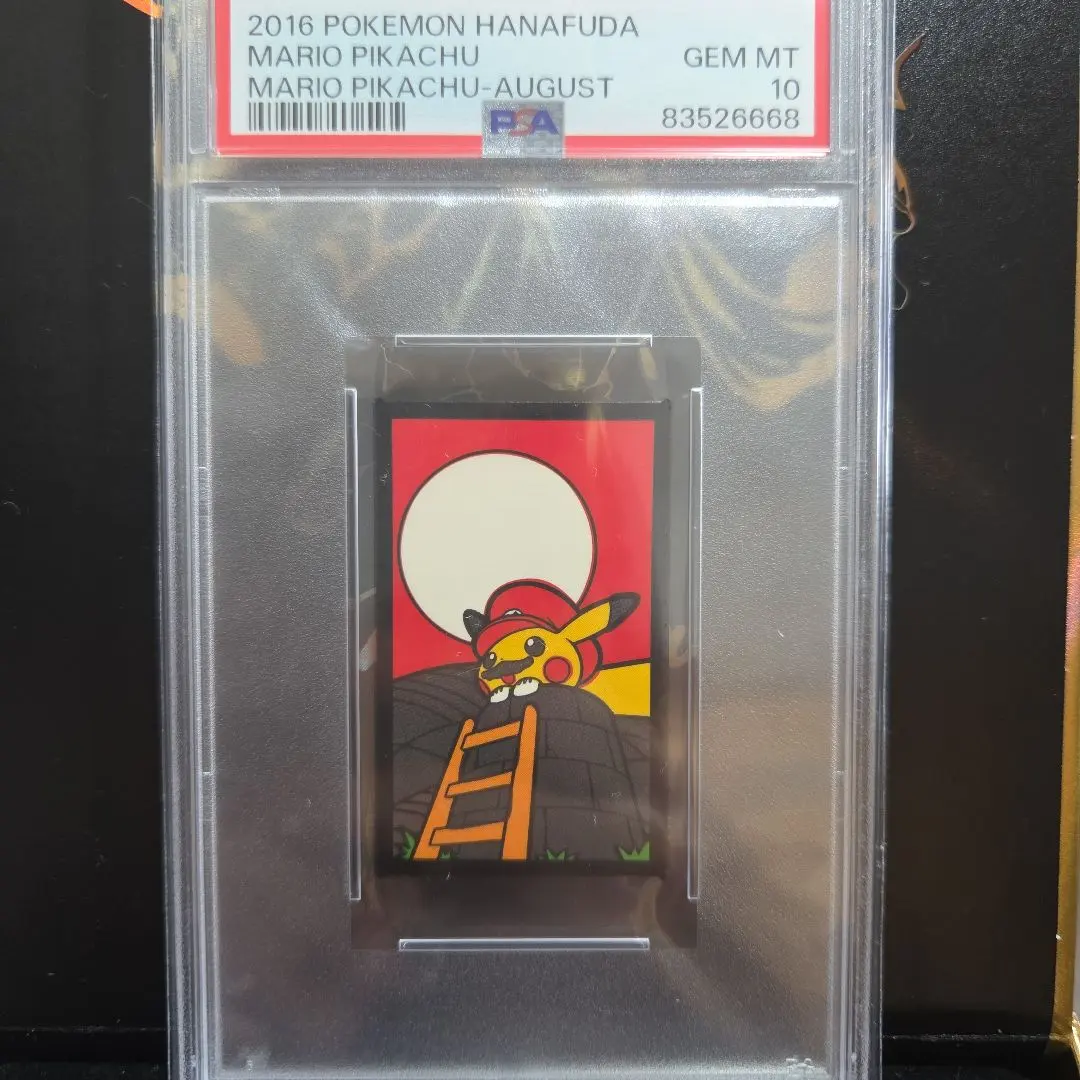 2016 POKEMON HANAFUDA
MARIO PIKACHU GEM MT
MARIO PIKACHU-AUGUST 10
PSA 83526668